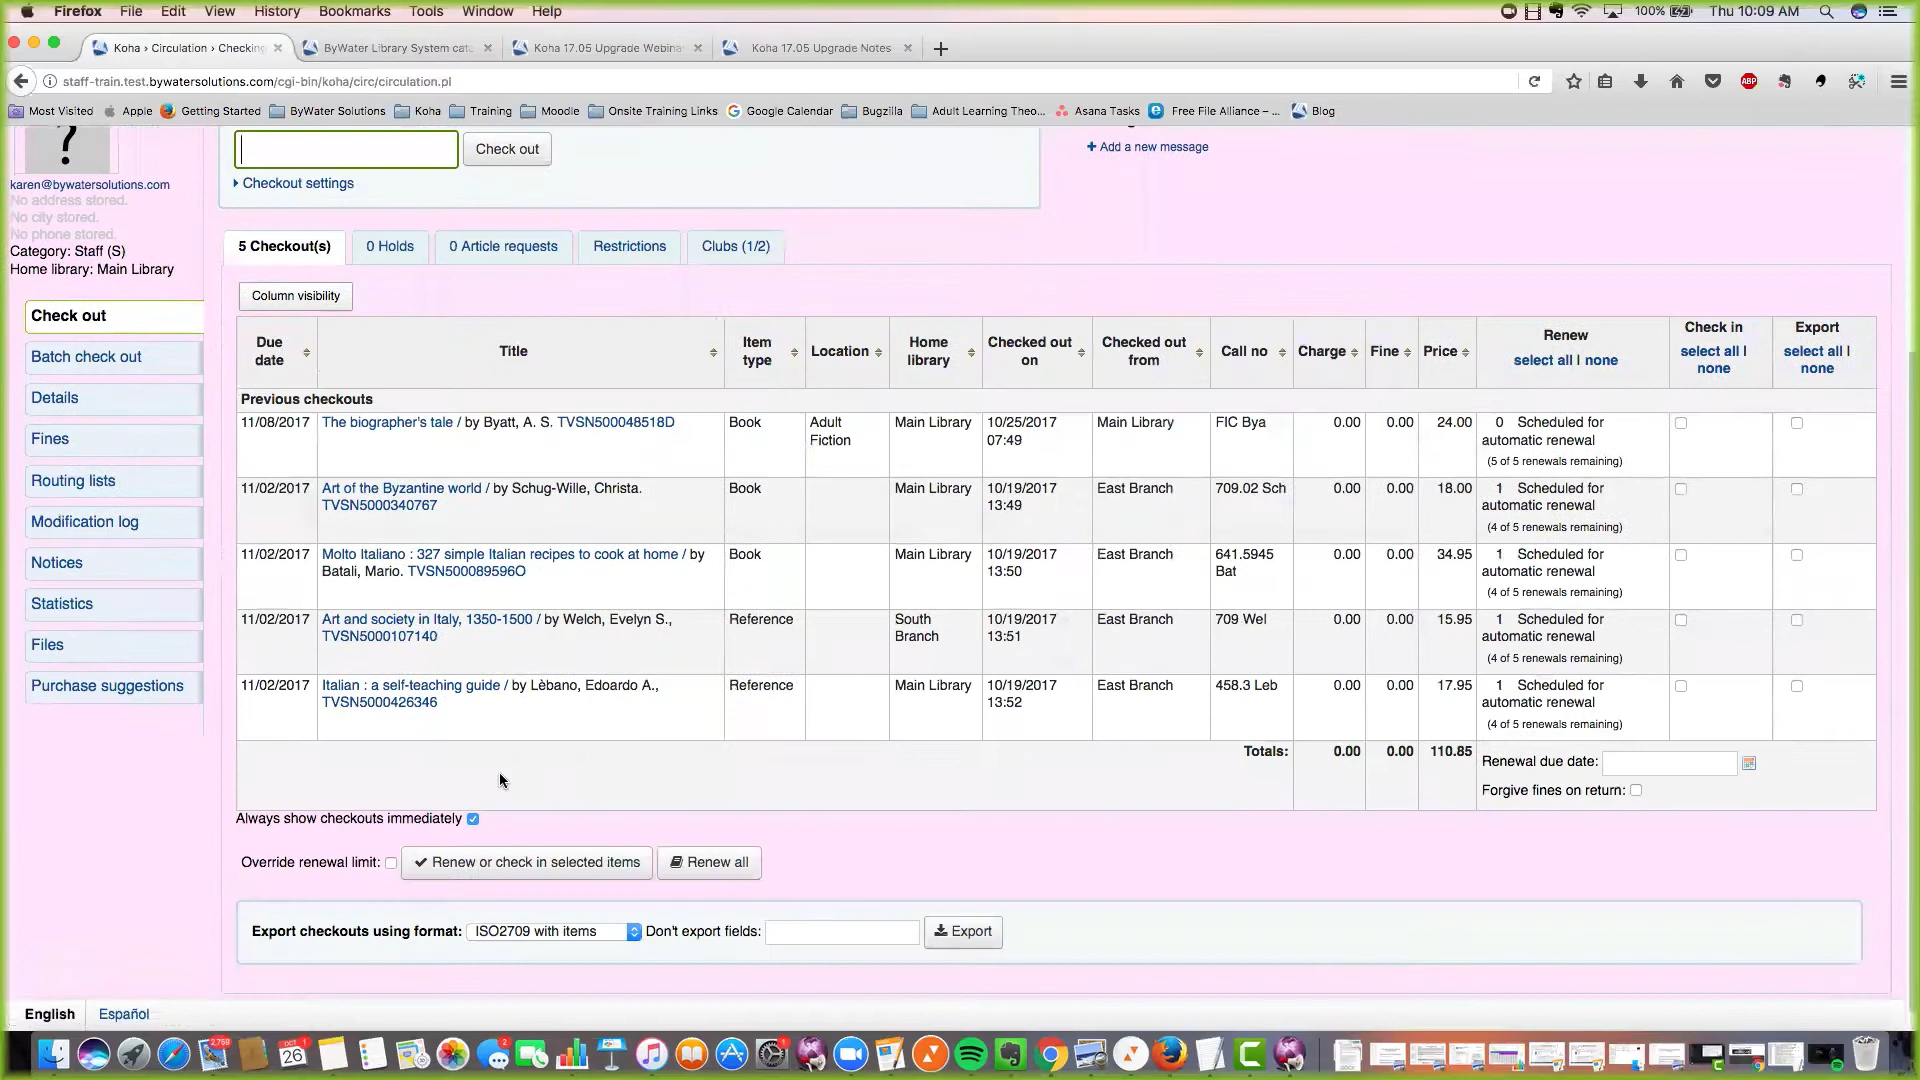 Firefox File Edit View History Bookmarks Tools Window Help 100% Thu 10:09 AM
Koha › Circulation › Checking ByWater Library System cat Koha 17.05 Upgrade Webina Koha 17.05 Upgrade Notes
staff-train.test.bywatersolutions.com/cgi-bin/koha/circ/circulation.pl ABP
Most Visited Apple Getting Started ByWater Solutions Koha Training Moodle Onsite Training Links Google Calendar Bugzilla Adult Learning Theo... Asana Tasks Free File Alliance – ... Blog
? Check out + Add a new message
Checkout settings
karen@bywatersolutions.com
No address stored.
No city stored.
No phone stored.
Category: Staff (S)
Home library: Main Library
Check out
Batch check out
Details
Fines
Routing lists
Modification log
Notices
Statistics
Files
Purchase suggestions
5 Checkout(s) 0 Holds 0 Article requests Restrictions Clubs (1/2)
Column visibility
Due date Title Item type Location Home library Checked out on Checked out from Call no Charge Fine Price Renew select all | none Check in select all | none Export select all | none
Previous checkouts
11/08/2017 The biographer's tale / by Byatt, A. S. TVSN500048518D Book Adult Fiction Main Library 10/25/2017 07:49 Main Library FIC Bya 0.00 0.00 24.00 0 Scheduled for automatic renewal (5 of 5 renewals remaining)
11/02/2017 Art of the Byzantine world / by Schug-Wille, Christa. TVSN5000340767 Book Main Library 10/19/2017 13:49 East Branch 709.02 Sch 0.00 0.00 18.00 1 Scheduled for automatic renewal (4 of 5 renewals remaining)
11/02/2017 Molto Italiano : 327 simple Italian recipes to cook at home / by Batali, Mario. TVSN500089596O Book Main Library 10/19/2017 13:50 East Branch 641.5945 Bat 0.00 0.00 34.95 1 Scheduled for automatic renewal (4 of 5 renewals remaining)
11/02/2017 Art and society in Italy, 1350-1500 / by Welch, Evelyn S., TVSN5000107140 Reference South Branch 10/19/2017 13:51 East Branch 709 Wel 0.00 0.00 15.95 1 Scheduled for automatic renewal (4 of 5 renewals remaining)
11/02/2017 Italian : a self-teaching guide / by Lèbano, Edoardo A., TVSN5000426346 Reference Main Library 10/19/2017 13:52 East Branch 458.3 Leb 0.00 0.00 17.95 1 Scheduled for automatic renewal (4 of 5 renewals remaining)
Totals: 0.00 0.00 110.85 Renewal due date:
Forgive fines on return:
Always show checkouts immediately
Override renewal limit: Renew or check in selected items Renew all
Export checkouts using format: ISO2709 with items Don't export fields: Export
English Español
2,769 OCT 26 2 1